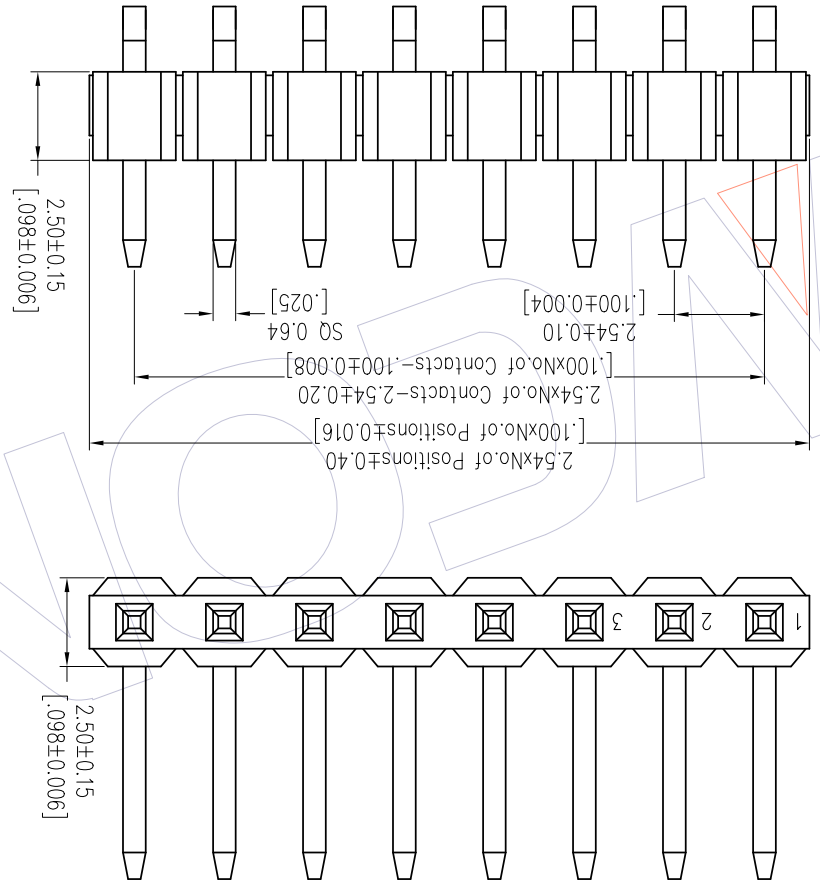 2.50±0.15
[.098±0.006]
[.025]
SQ 0.64
[.100±0.004]
2.54±0.10
[.100xNo.of Contacts-.100±0.008]
2.54xNo.of Contacts-2.54±0.20
[.100xNo.of Positions±0.016]
2.54xNo.of Positions±0.40
3
2
1
2.50±0.15
[.098±0.006]